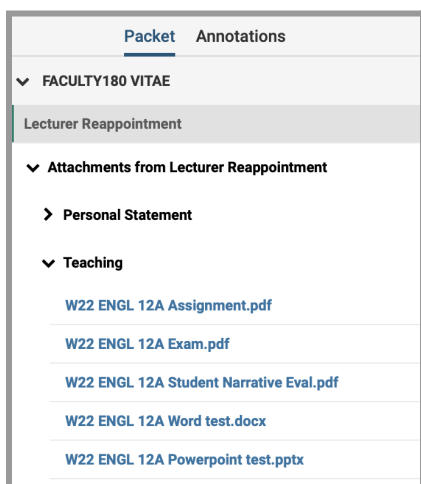 Packet Annotations
FACULTY180 VITAE
Lecturer Reappointment
Attachments from Lecturer Reappointment
Personal Statement
Teaching
W22 ENGL 12A Assignment.pdf
W22 ENGL 12A Exam.pdf
W22 ENGL 12A Student Narrative Eval.pdf
W22 ENGL 12A Word test.docx
W22 ENGL 12A Powerpoint test.pptx